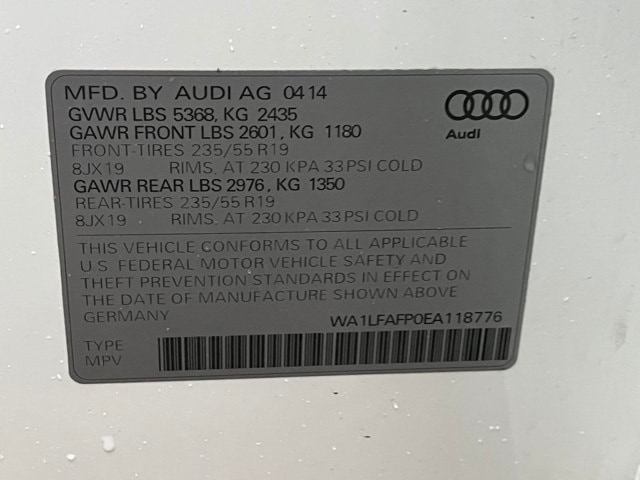 MFD. BY AUDI AG 0414
GVWR LBS 5368, KG 2435
GAWR FRONT LBS 2601, KG 1180
FRONT-TIRES 235/55 R19
8JX19 RIMS, AT 230 KPA 33 PSI COLD
GAWR REAR LBS 2976, KG 1350
REAR-TIRES 235/55 R19
8JX19 RIMS, AT 230 KPA 33 PSI COLD
Audi
THIS VEHICLE CONFORMS TO ALL APPLICABLE
U.S. FEDERAL MOTOR VEHICLE SAFETY AND
THEFT PREVENTION STANDARDS IN EFFECT ON
THE DATE OF MANUFACTURE SHOWN ABOVE
GERMANY
WA1LFAFP0EA118776
TYPE
MPV